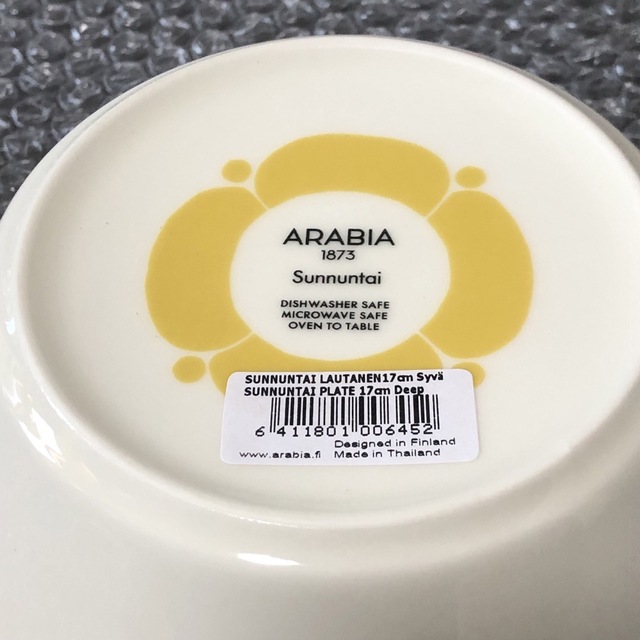 ARABIA
1873
Sunnuntai
DISHWASHER SAFE
MICROWAVE SAFE
OVEN TO TABLE
SUNNUNTAI LAUTANEN17cm Syvä
SUNNUNTAI PLATE 17cm Deep
6 411801 006452
Designed in Finland
www.arabia.fi Made in Thailand